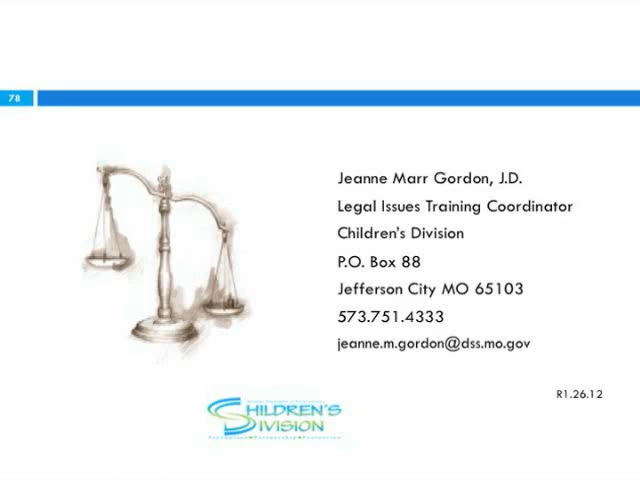 78
Jeanne Marr Gordon, J.D.
Legal Issues Training Coordinator
Children's Division
P.O. Box 88
Jefferson City MO 65103
573.751.4333
jeanne.m.gordon@dss.mo.gov
R1.26.12
CHILDREN'S
DIVISION